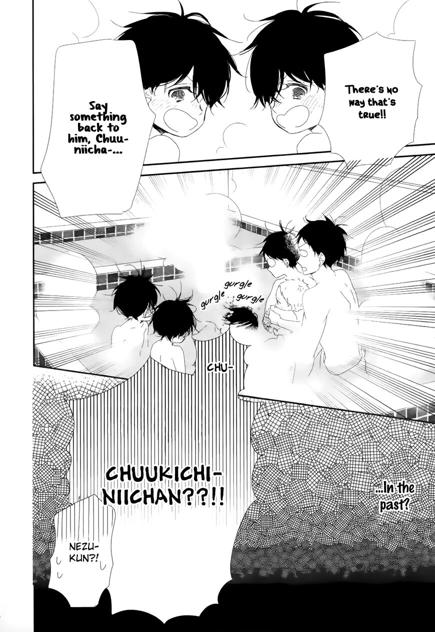 There's no
way that's
true!!
Say
something
back to
him, Chuu-
niicha-...
gurgle
gurgle
...gurgle
CHU-
CHUUKICHI-
NIICHAN??!!
...In the
past?
NEZU-
KUN?!